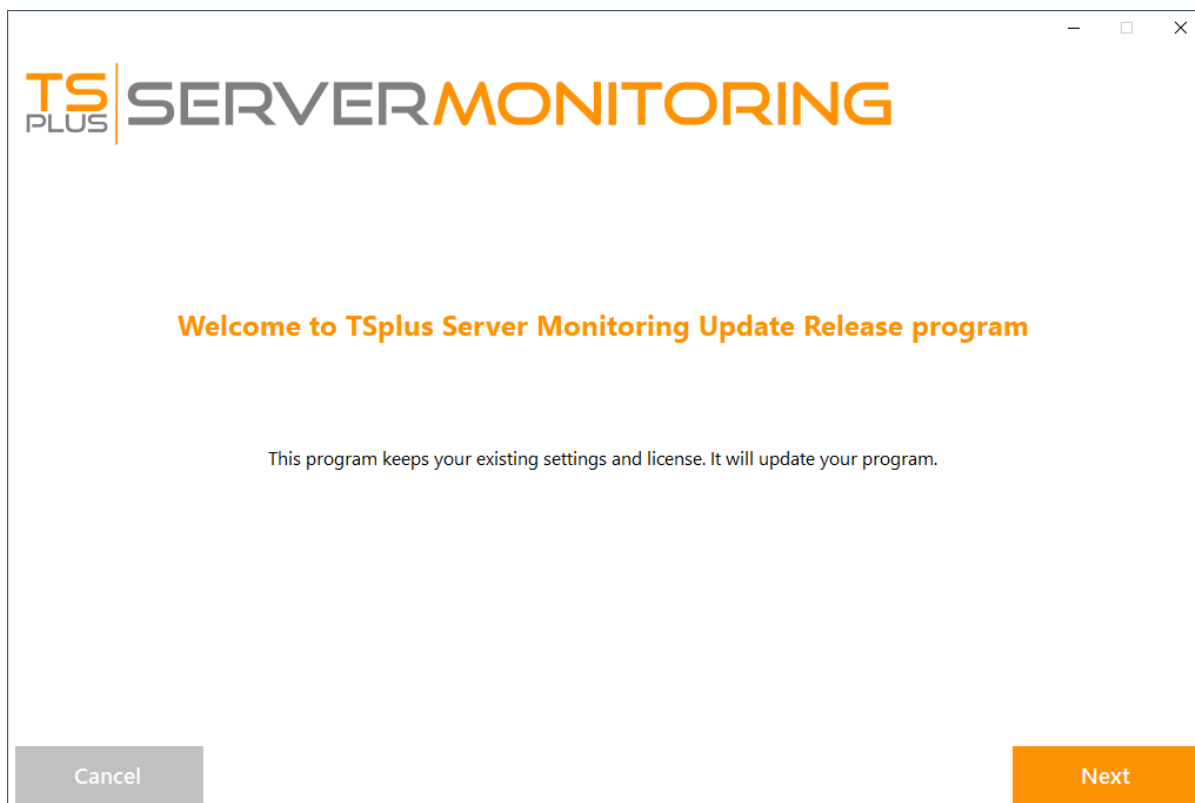 TS PLUS SERVERMONITORING
Welcome to TSplus Server Monitoring Update Release program
This program keeps your existing settings and license. It will update your program.
Cancel
Next